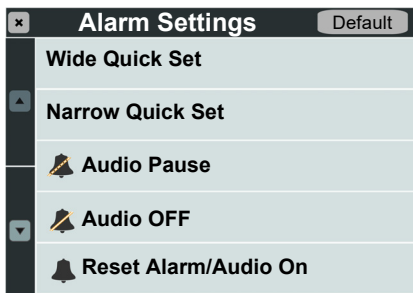 Alarm Settings Default
Wide Quick Set
Narrow Quick Set
Audio Pause
Audio OFF
Reset Alarm/Audio On